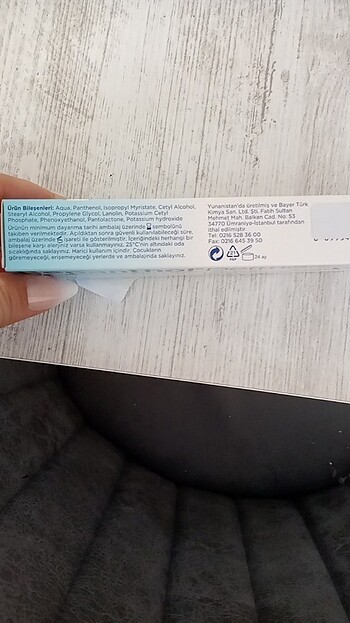 Ürün Bileşenleri: Aqua, Panthenol, Isopropyl Myristate, Cetyl Alcohol,
Stearyl Alcohol, Propylene Glycol, Lanolin, Potassium Cetyl
Phosphate, Phenoxyethanol, Pantolactone, Potassium hydroxide
Ürünün minimum dayanma tarihi ambalaj üzerinde sembolünü
takiben verilmektedir. Açıldıktan sonra güvenli kullanılabileceği süre,
ambalaj üzerinde işareti ile gösterilmiştir. İçeriğindeki herhangi bir
bileşene karşı alerjiniz varsa kullanmayınız. 25°C'nin altındaki oda
sıcaklığında saklayınız. Harici kullanım içindir. Çocukların
göremeyeceği, erişemeyeceği yerlerde ve ambalajında saklayınız.
Yunanistan'da üretilmiş ve Bayer Türk
Kimya San. Ltd. Şti. Fatih Sultan
Mehmet Mah. Balkan Cad. No: 53
34770 Ümraniye-İstanbul tarafından
ithal edilmiştir.
Tel: 0216 528 36 00
Fax: 0216 645 39 50
PAP
24 ay